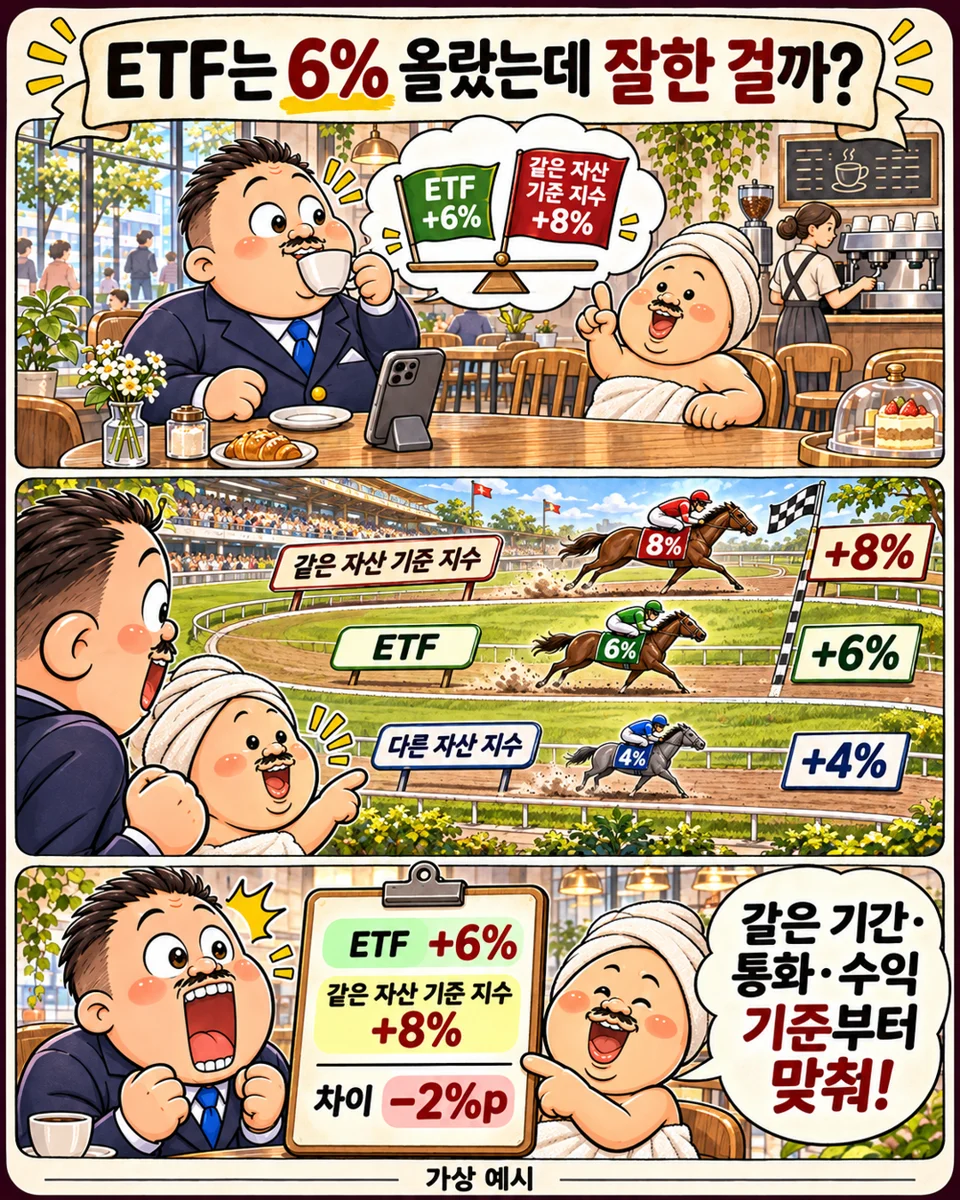 ETF는 6% 올랐는데 잘한 걸까?
ETF
+6%
같은 자산
기준 지수
+8%
같은 자산 기준 지수
8%
+8%
ETF
6%
+6%
다른 자산 지수
4%
+4%
ETF +6%
같은 자산 기준 지수
+8%
차이 -2%p
같은 기간·
통화·수익
기준부터
맞춰!
가상 예시